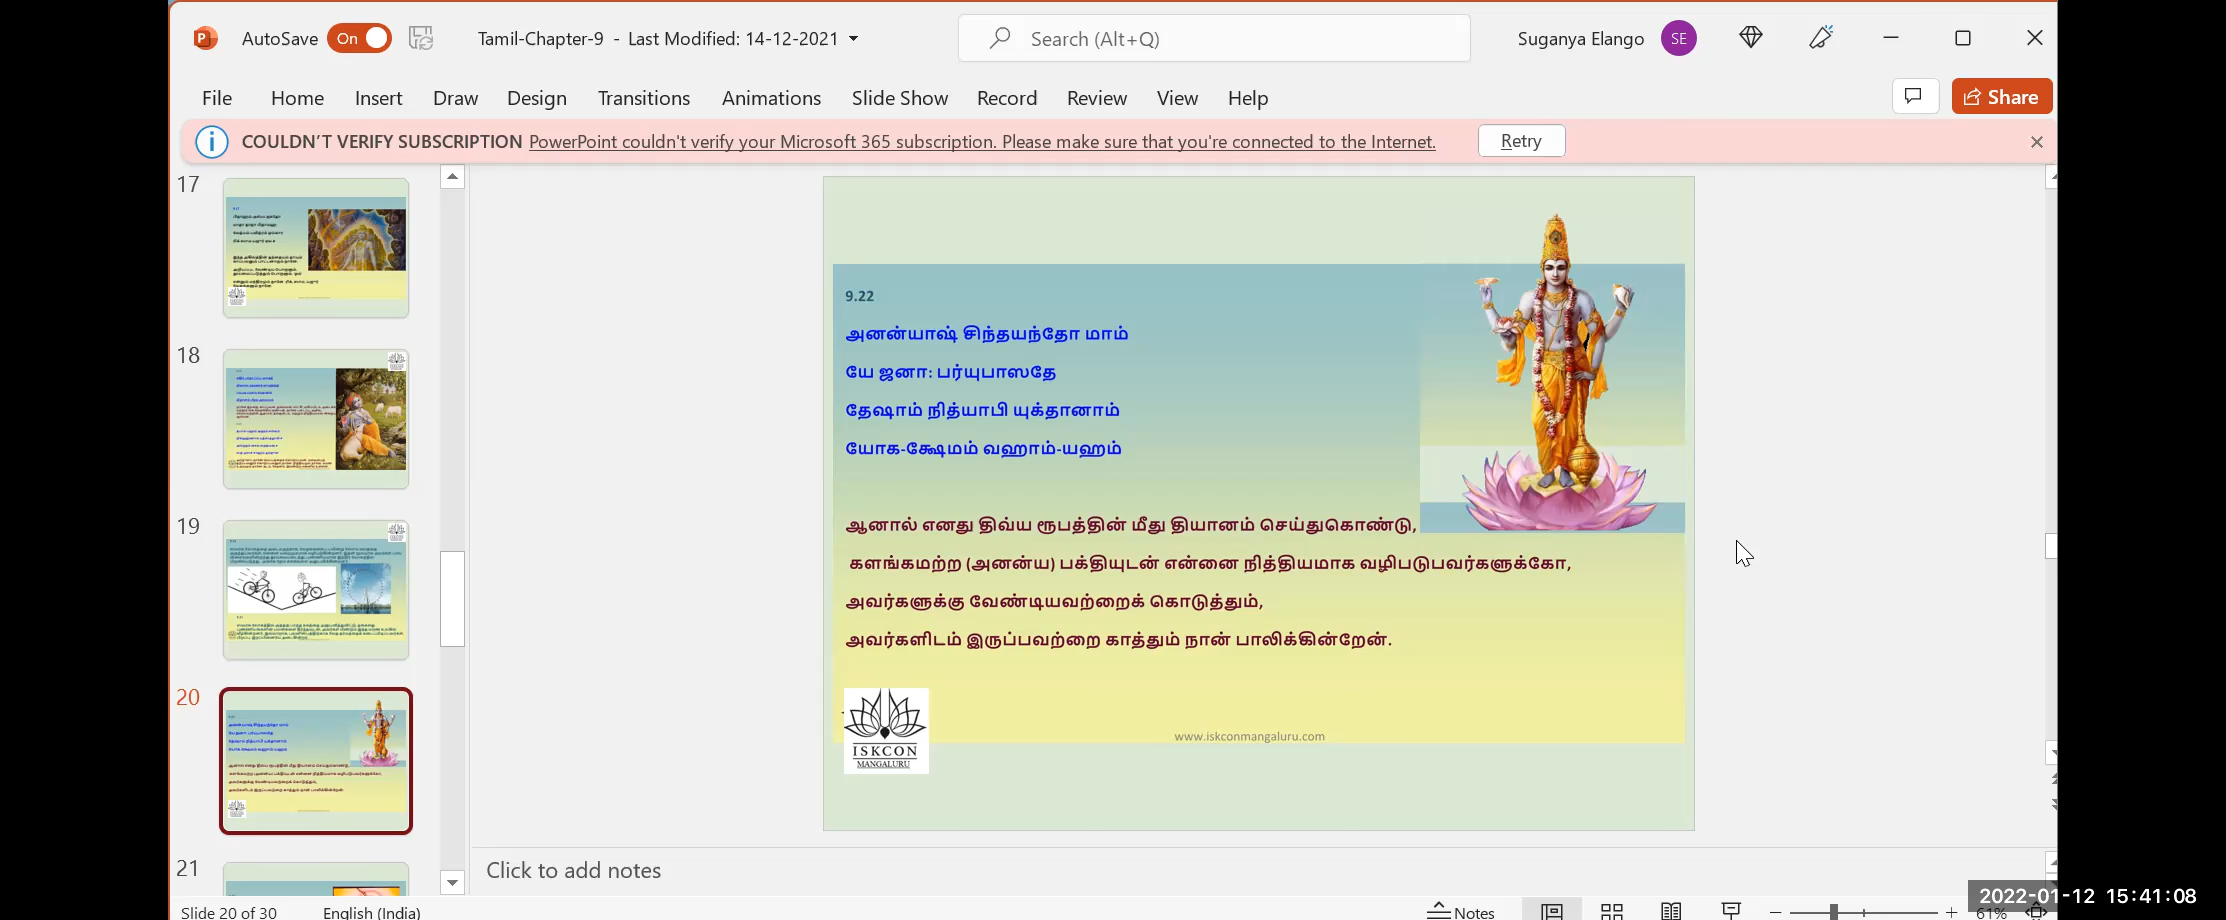 AutoSave On
Tamil-Chapter-9 - Last Modified: 14-12-2021
Search (Alt+Q)
Suganya Elango SE
File Home Insert Draw Design Transitions Animations Slide Show Record Review View Help
Share
COULDN'T VERIFY SUBSCRIPTION PowerPoint couldn't verify your Microsoft 365 subscription. Please make sure that you're connected to the Internet. Retry
17
18
19
20
21
9.22
அனன்யாஷ் சிந்தயந்தோ மாம்
யே ஜனா: பர்யுபாஸதே
தேஷாம் நித்யாபி யுக்தானாம்
யோக-க்ஷேமம் வஹாம்-யஹம்
ஆனால் எனது திவ்ய ரூபத்தின் மீது தியானம் செய்துகொண்டு,
களங்கமற்ற (அனன்ய) பக்தியுடன் என்னை நித்தியமாக வழிபடுபவர்களுக்கோ,
அவர்களுக்கு வேண்டியவற்றைக் கொடுத்தும்,
அவர்களிடம் இருப்பவற்றை காத்தும் நான் பாலிக்கின்றேன்.
ISKCON
MANGALURU
www.iskconmangaluru.com
Click to add notes
Slide 20 of 30 English (India)
Notes
61%
2022-01-12 15:41:08